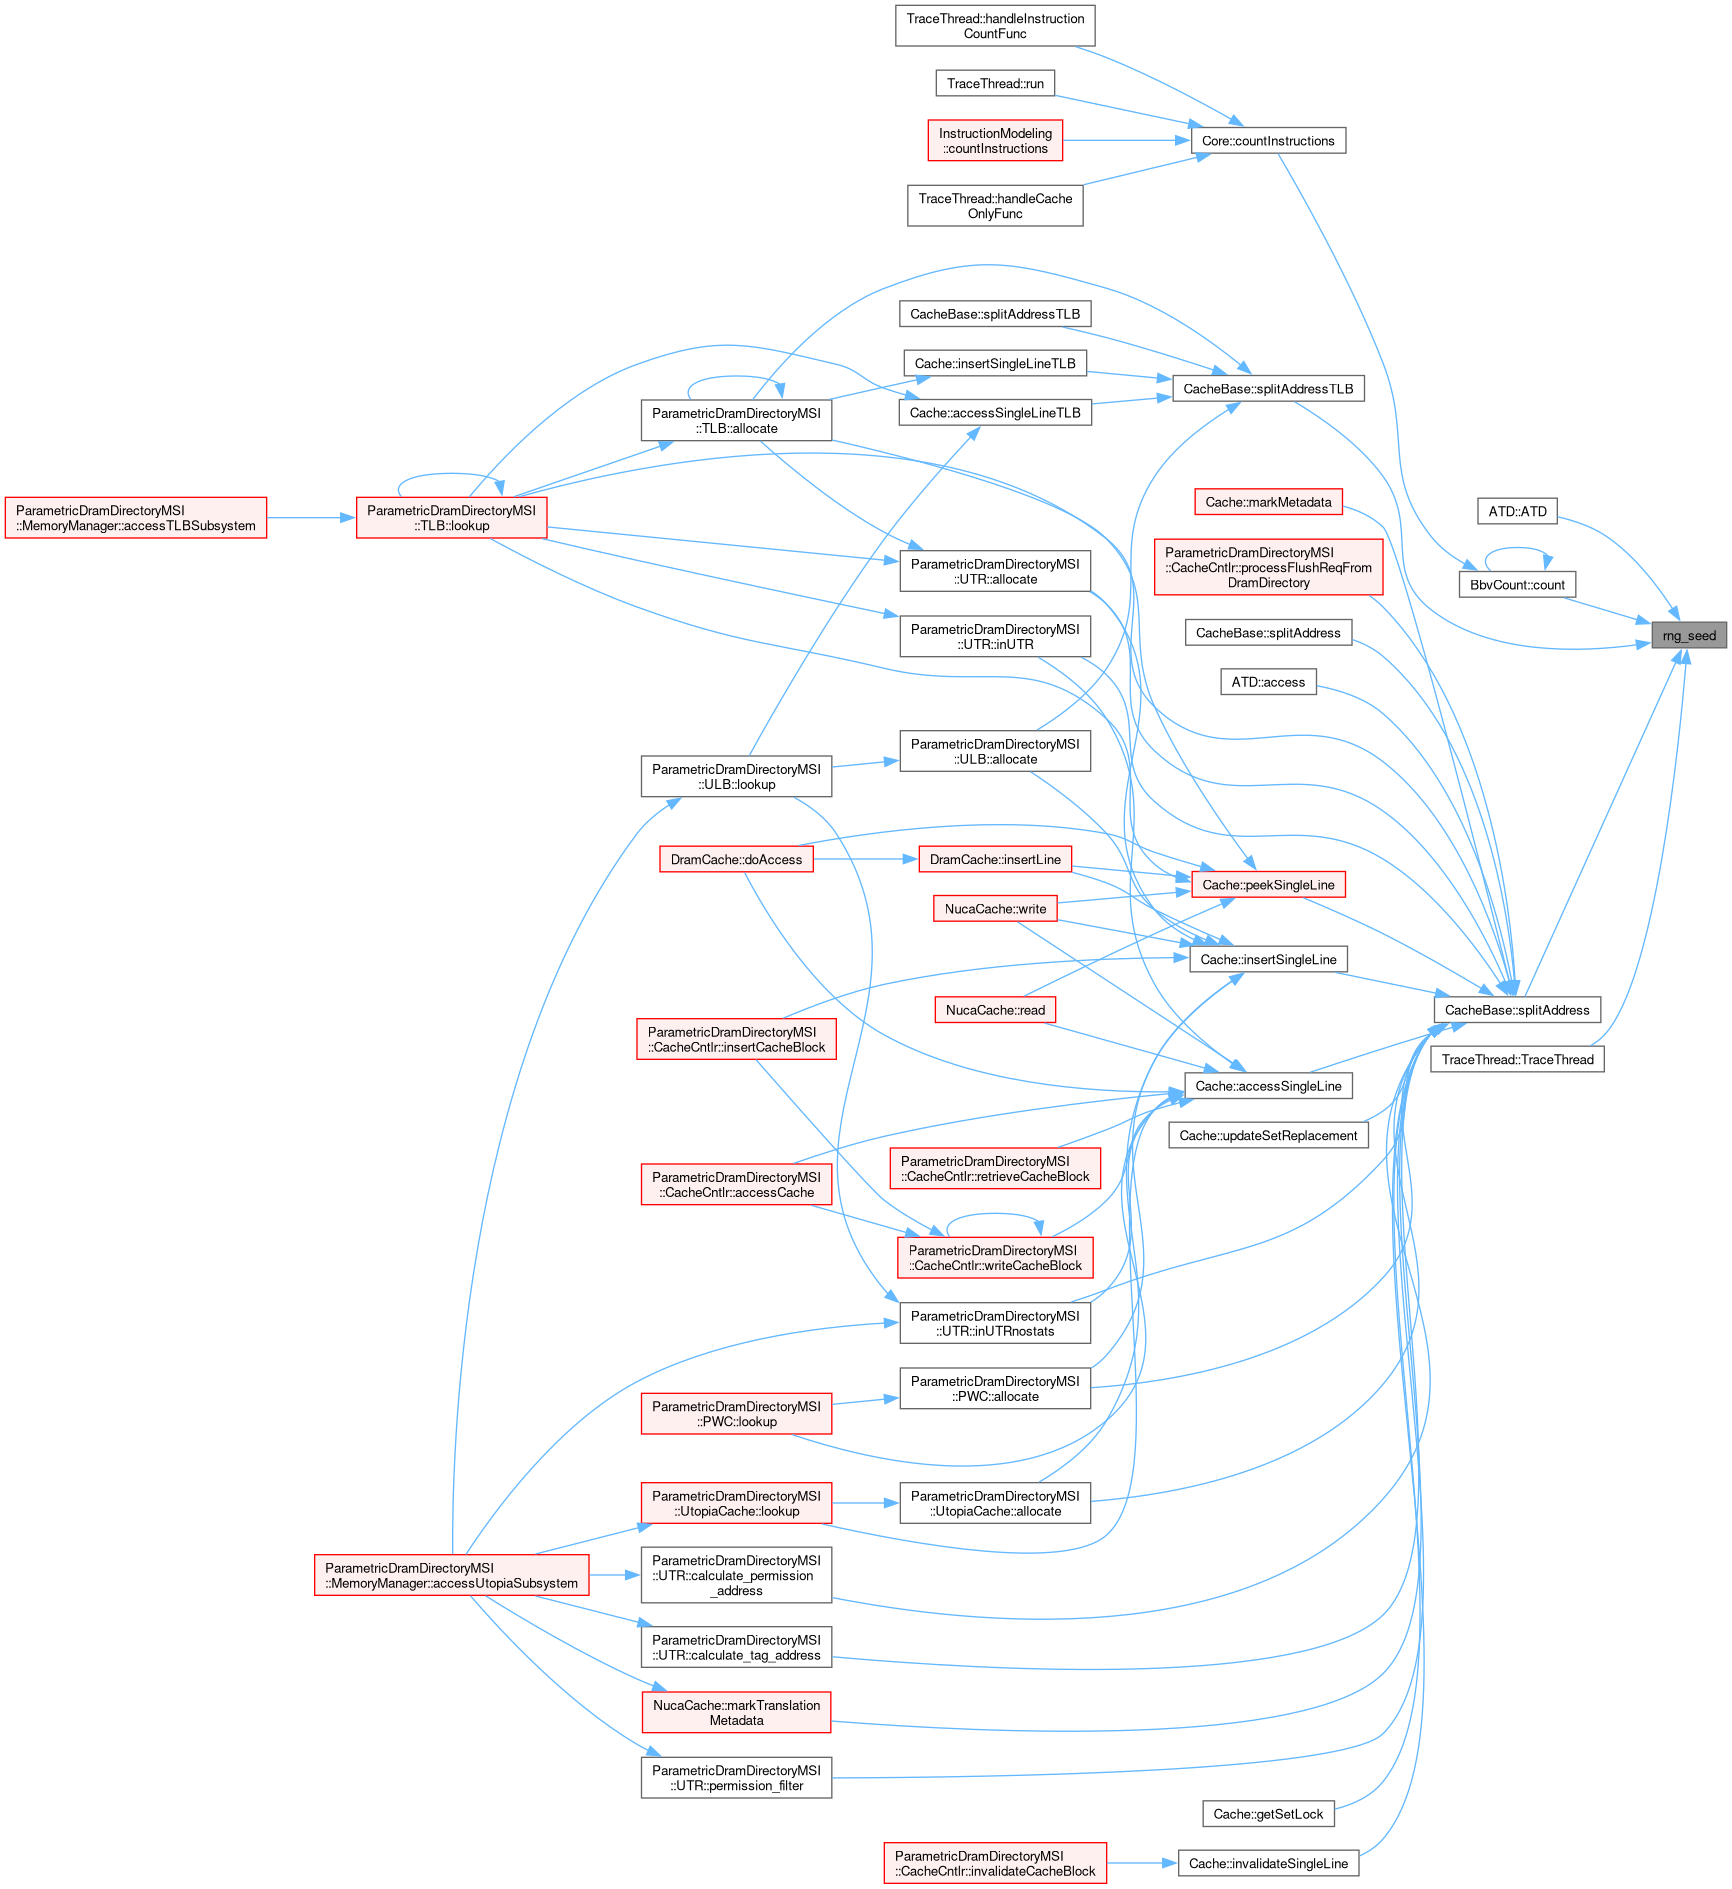 TraceThread::handleInstruction
CountFunc
TraceThread::run
InstructionModeling
::countInstructions
Core::countInstructions
TraceThread::handleCache
OnlyFunc
CacheBase::splitAddressTLB
Cache::insertSingleLineTLB
CacheBase::splitAddressTLB
ParametricDramDirectoryMSI
::TLB::allocate
Cache::accessSingleLineTLB
ParametricDramDirectoryMSI
::MemoryManager::accessTLBSubsystem
ParametricDramDirectoryMSI
::TLB::lookup
Cache::markMetadata
ATD::ATD
ParametricDramDirectoryMSI
::CacheCntlr::processFlushReqFrom
DramDirectory
ParametricDramDirectoryMSI
::UTR::allocate
BbvCount::count
CacheBase::splitAddress
rng_seed
ParametricDramDirectoryMSI
::UTR::inUTR
ATD::access
ParametricDramDirectoryMSI
::ULB::allocate
ParametricDramDirectoryMSI
::ULB::lookup
DramCache::doAccess
DramCache::insertLine
Cache::peekSingleLine
NucaCache::write
Cache::insertSingleLine
NucaCache::read
CacheBase::splitAddress
ParametricDramDirectoryMSI
::CacheCntlr::insertCacheBlock
TraceThread::TraceThread
Cache::accessSingleLine
Cache::updateSetReplacement
ParametricDramDirectoryMSI
::CacheCntlr::retrieveCacheBlock
ParametricDramDirectoryMSI
::CacheCntlr::accessCache
ParametricDramDirectoryMSI
::CacheCntlr::writeCacheBlock
ParametricDramDirectoryMSI
::UTR::inUTRnostats
ParametricDramDirectoryMSI
::PWC::allocate
ParametricDramDirectoryMSI
::PWC::lookup
ParametricDramDirectoryMSI
::UtopiaCache::lookup
ParametricDramDirectoryMSI
::UtopiaCache::allocate
ParametricDramDirectoryMSI
::MemoryManager::accessUtopiaSubsystem
ParametricDramDirectoryMSI
::UTR::calculate_permission
_address
ParametricDramDirectoryMSI
::UTR::calculate_tag_address
NucaCache::markTranslation
Metadata
ParametricDramDirectoryMSI
::UTR::permission_filter
Cache::getSetLock
ParametricDramDirectoryMSI
::CacheCntlr::invalidateCacheBlock
Cache::invalidateSingleLine